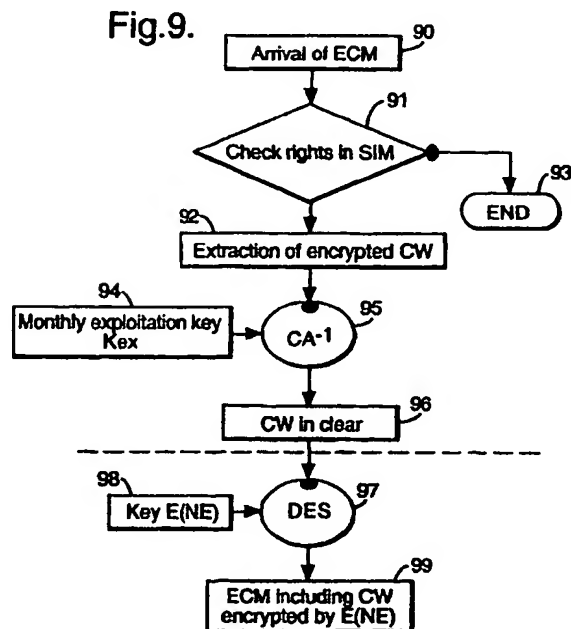 Fig.9.
90
Arrival of ECM
91
Check rights in SIM
93
END
92
Extraction of encrypted CW
94
Monthly exploitation key
Kex
95
CA-1
96
CW in clear
98
Key E(NE)
97
DES
99
ECM including CW
encrypted by E(NE)